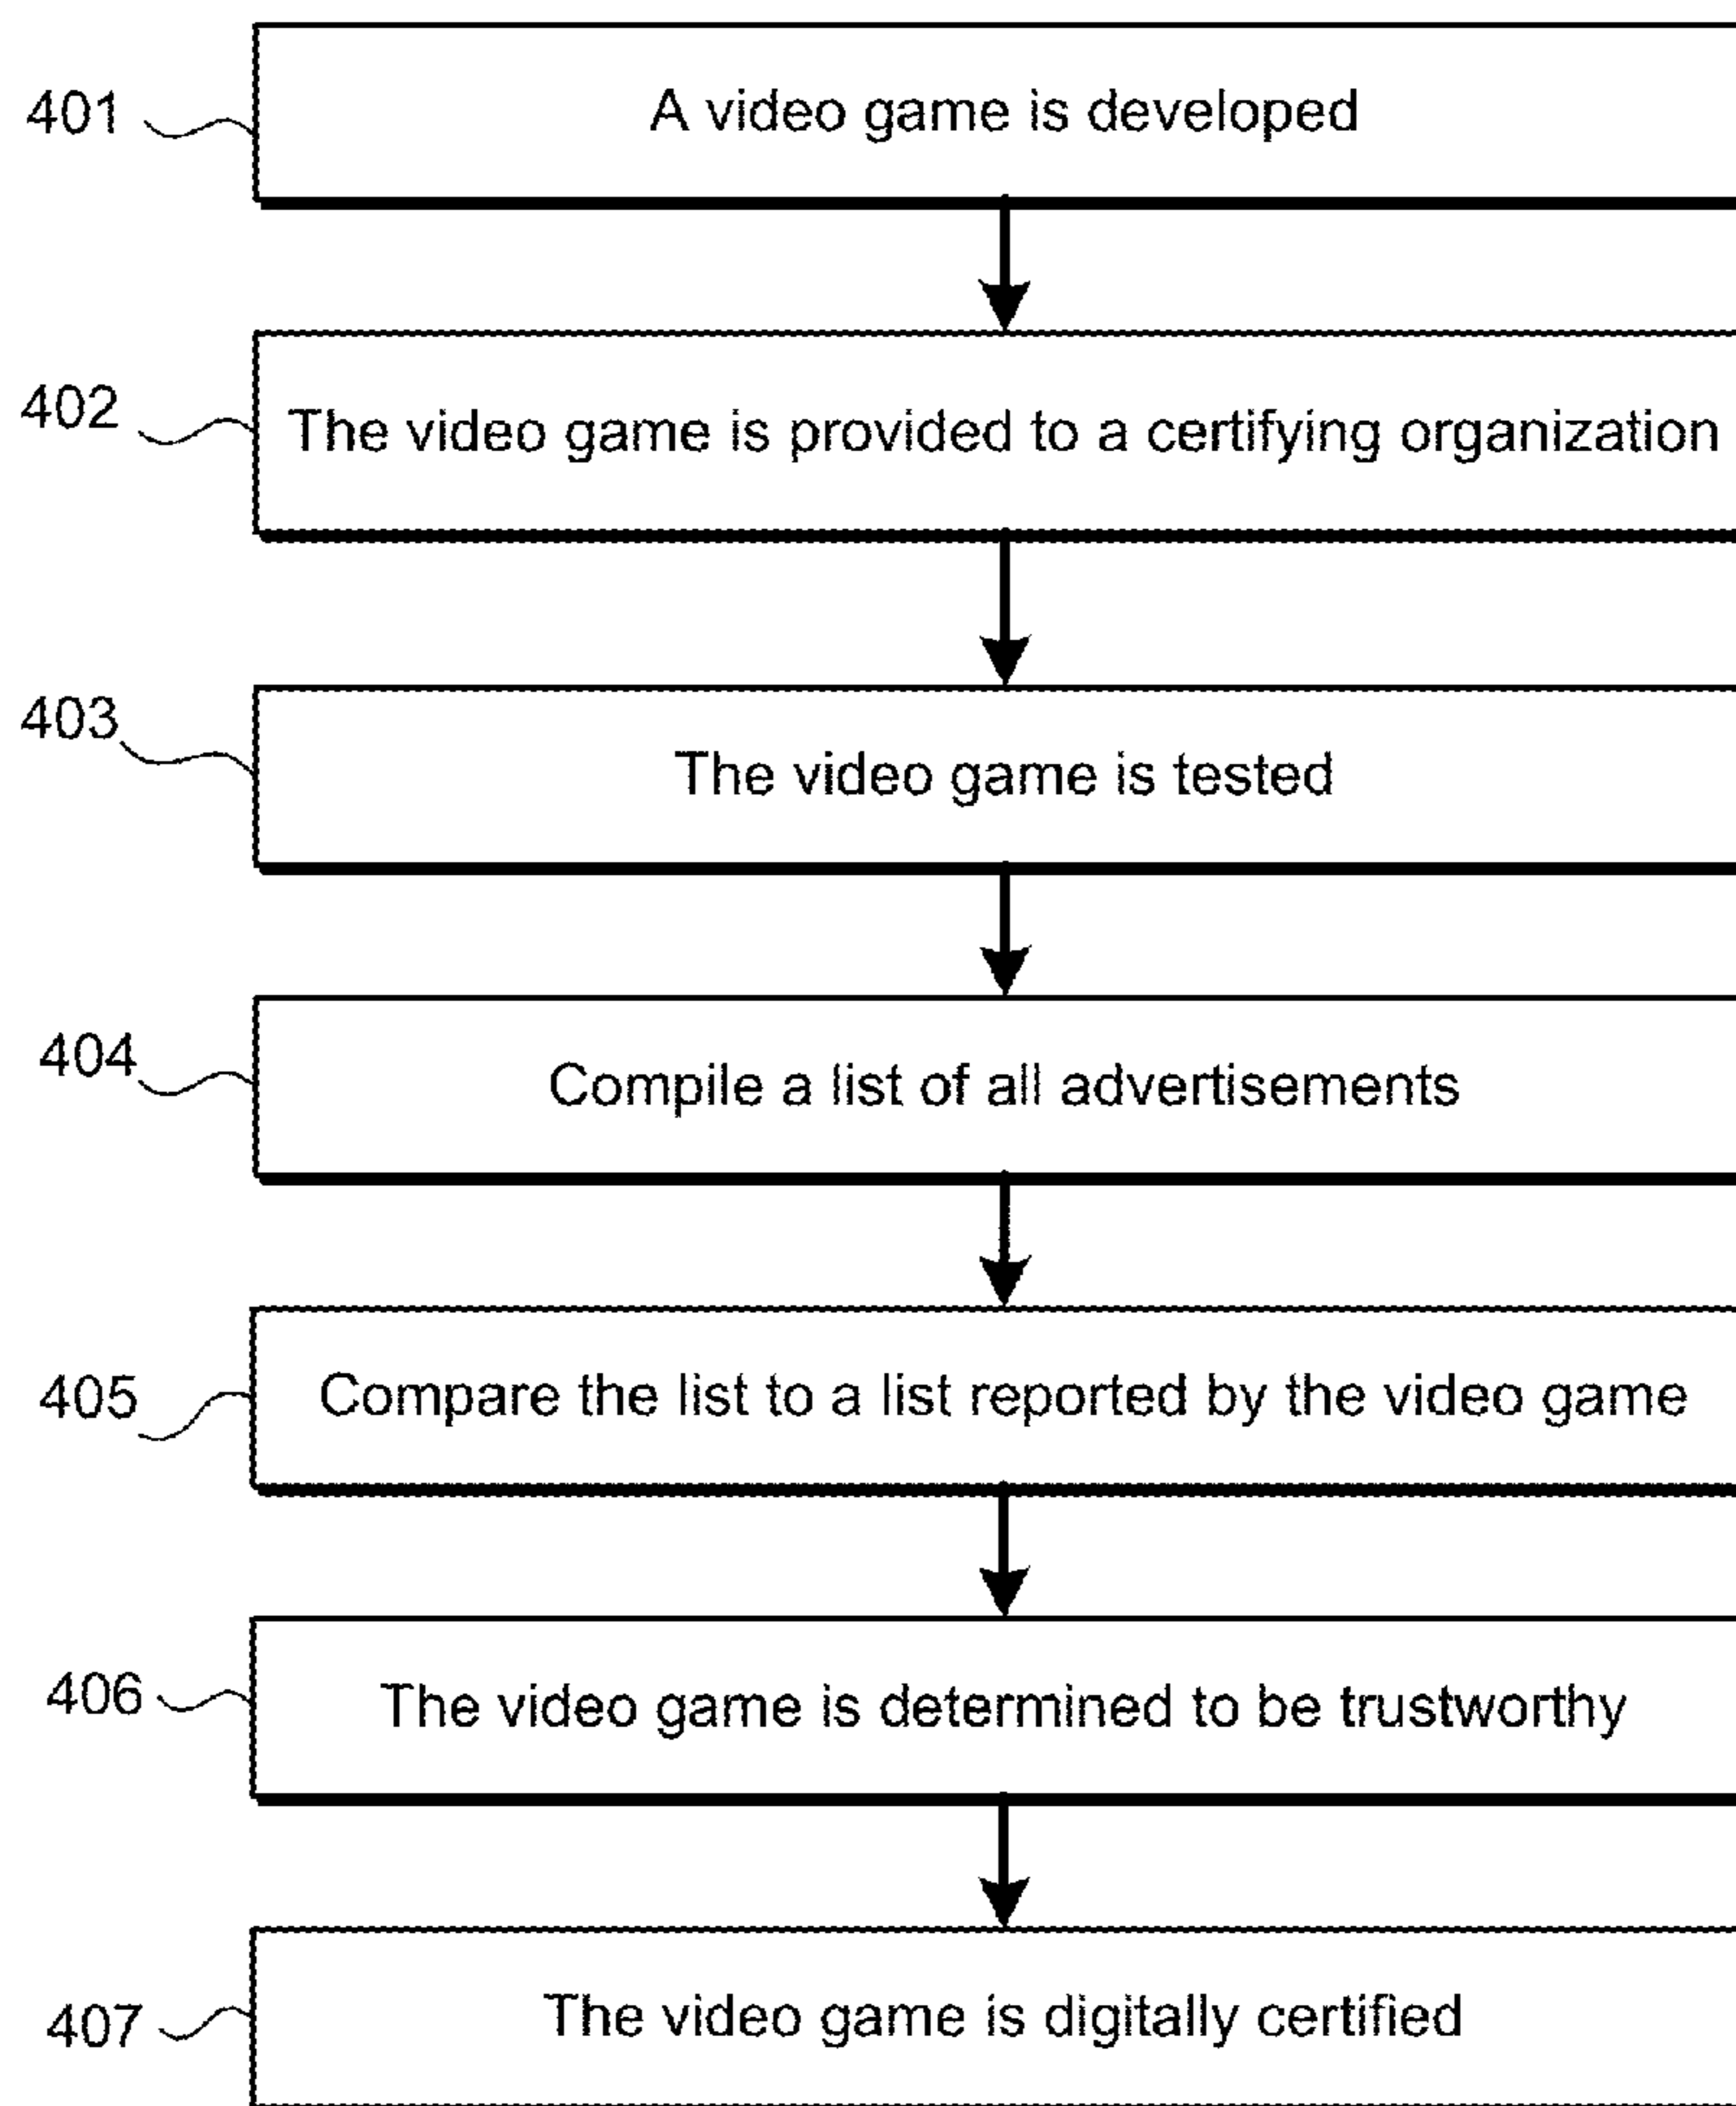 401
A video game is developed
402
The video game is provided to a certifying organization
403
The video game is tested
404
Compile a list of all advertisements
405
Compare the list to a list reported by the video game
406
The video game is determined to be trustworthy
407
The video game is digitally certified